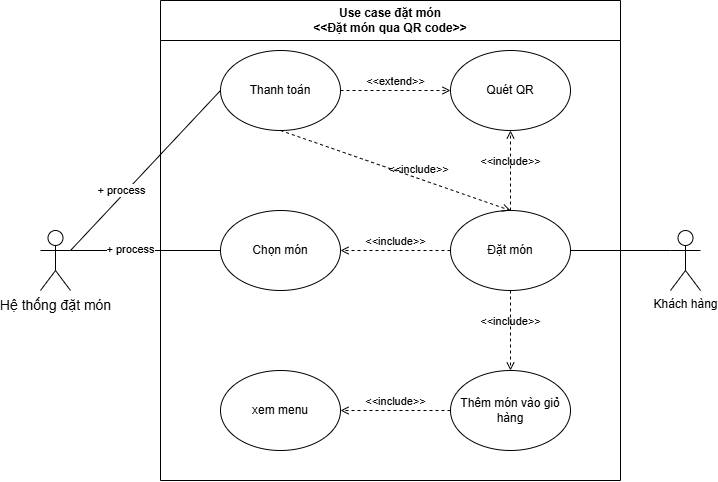 Use case đặt món
<<Đặt món qua QR code>>
Thanh toán
<<extend>>
Quét QR
<<include>>
<<include>>
+ process
+ process
Chọn món
<<include>>
Đặt món
Hệ thống đặt món
Khách hàng
<<include>>
xem menu
<<include>>
Thêm món vào giỏ
hàng